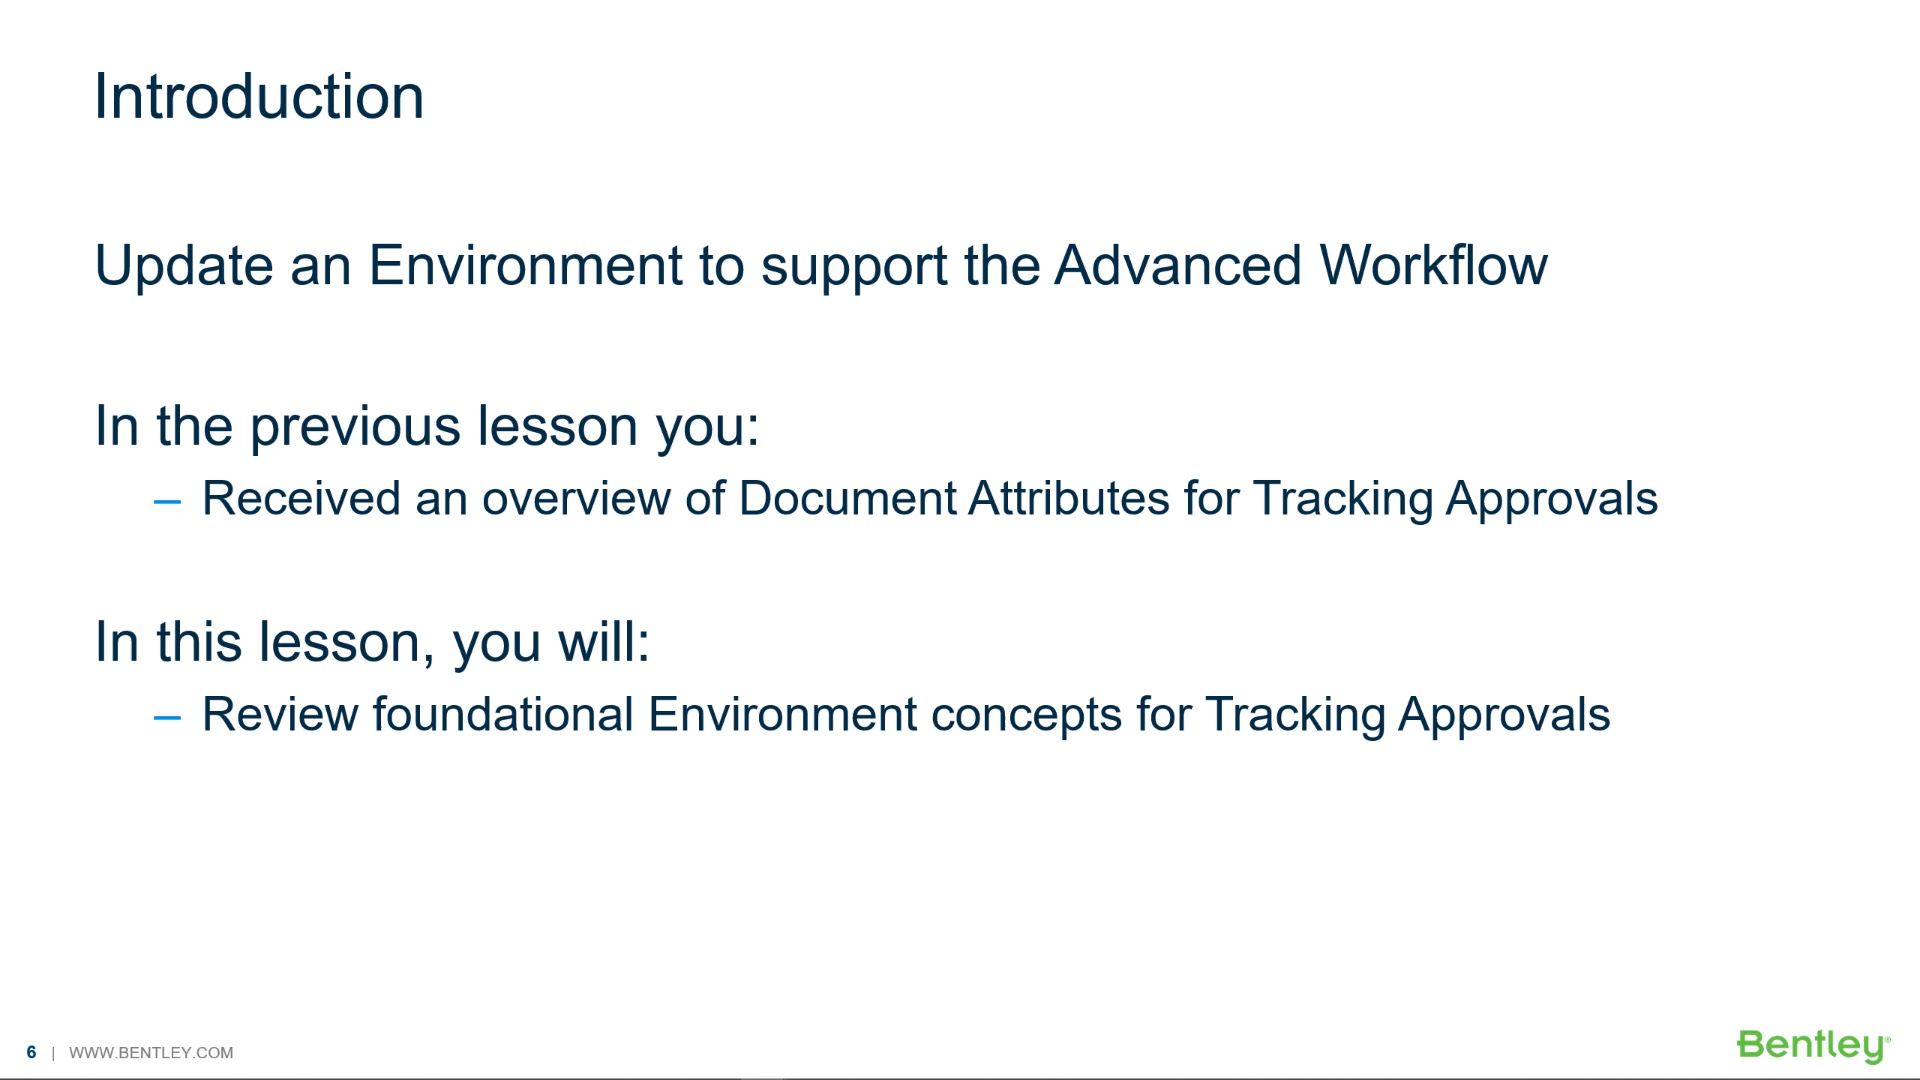 Introduction
Update an Environment to support the Advanced Workflow
In the previous lesson you:
– Received an overview of Document Attributes for Tracking Approvals
In this lesson, you will:
– Review foundational Environment concepts for Tracking Approvals
6 | WWW.BENTLEY.COM
Bentley®